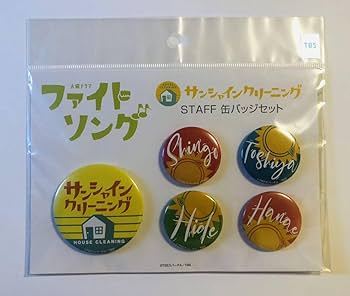 TBS
火曜ドラマ
ファイト
ソング
サンシャインクリーニング
STAFF 缶バッジセット
サンシャイン
クリーニング
HOUSE CLEANING
Shingo
Toshiya
Hide
Hanae